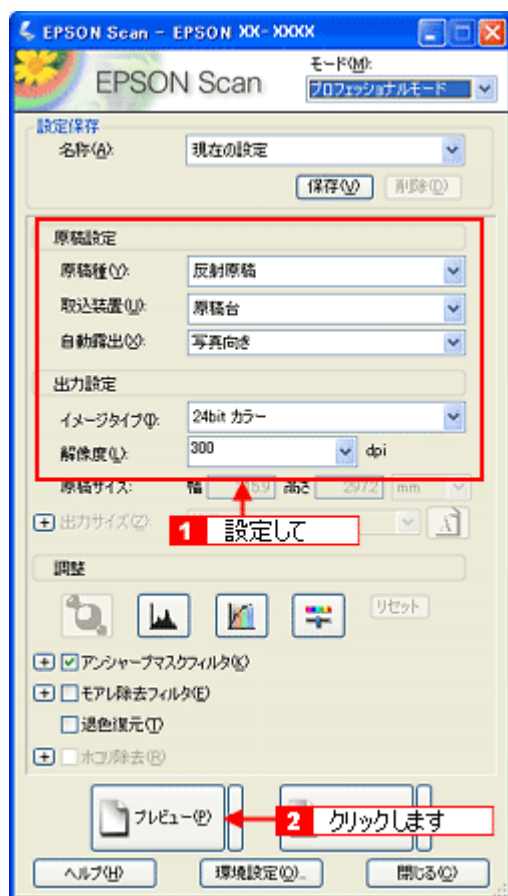 EPSON Scan - EPSON XX-XXXX
EPSON Scan
モード(M):
プロフェッショナルモード
設定保存
名称(A): 現在の設定
保存(V) 削除(D)
原稿設定
原稿種(Y): 反射原稿
取込装置(U): 原稿台
自動露出(X): 写真向き
出力設定
イメージタイプ(I): 24bit カラー
解像度(L): 300 dpi
原稿サイズ: 幅 高さ 297.2 mm
出力サイズ(Z):
1 設定して
調整
リセット
アンシャープマスクフィルタ(K)
モアレ除去フィルタ(E)
退色復元(T)
ホコリ除去(R)
プレビュー(P)
2 クリックします
ヘルプ(H) 環境設定(O)... 閉じる(C)